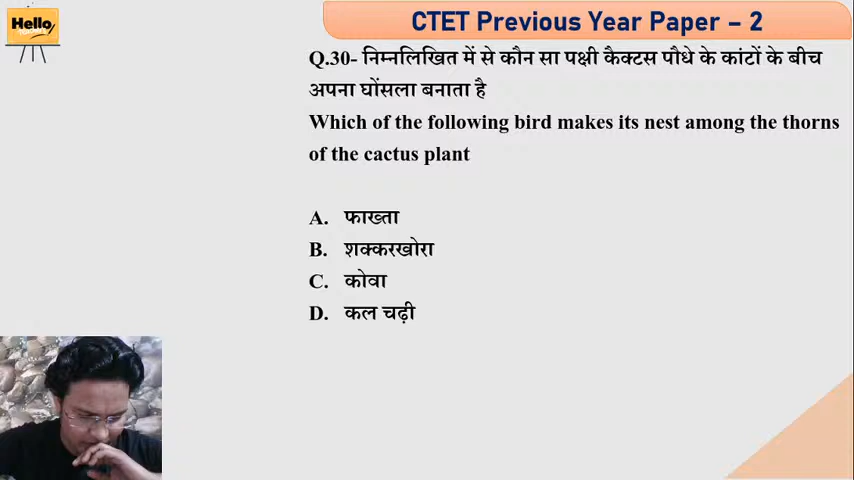 Hello
CTET Previous Year Paper – 2
Q.30- निम्नलिखित में से कौन सा पक्षी कैक्टस पौधे के कांटों के बीच
अपना घोंसला बनाता है
Which of the following bird makes its nest among the thorns
of the cactus plant
A. फाख्ता
B. शक्करखोरा
C. कोवा
D. कल चढ़ी